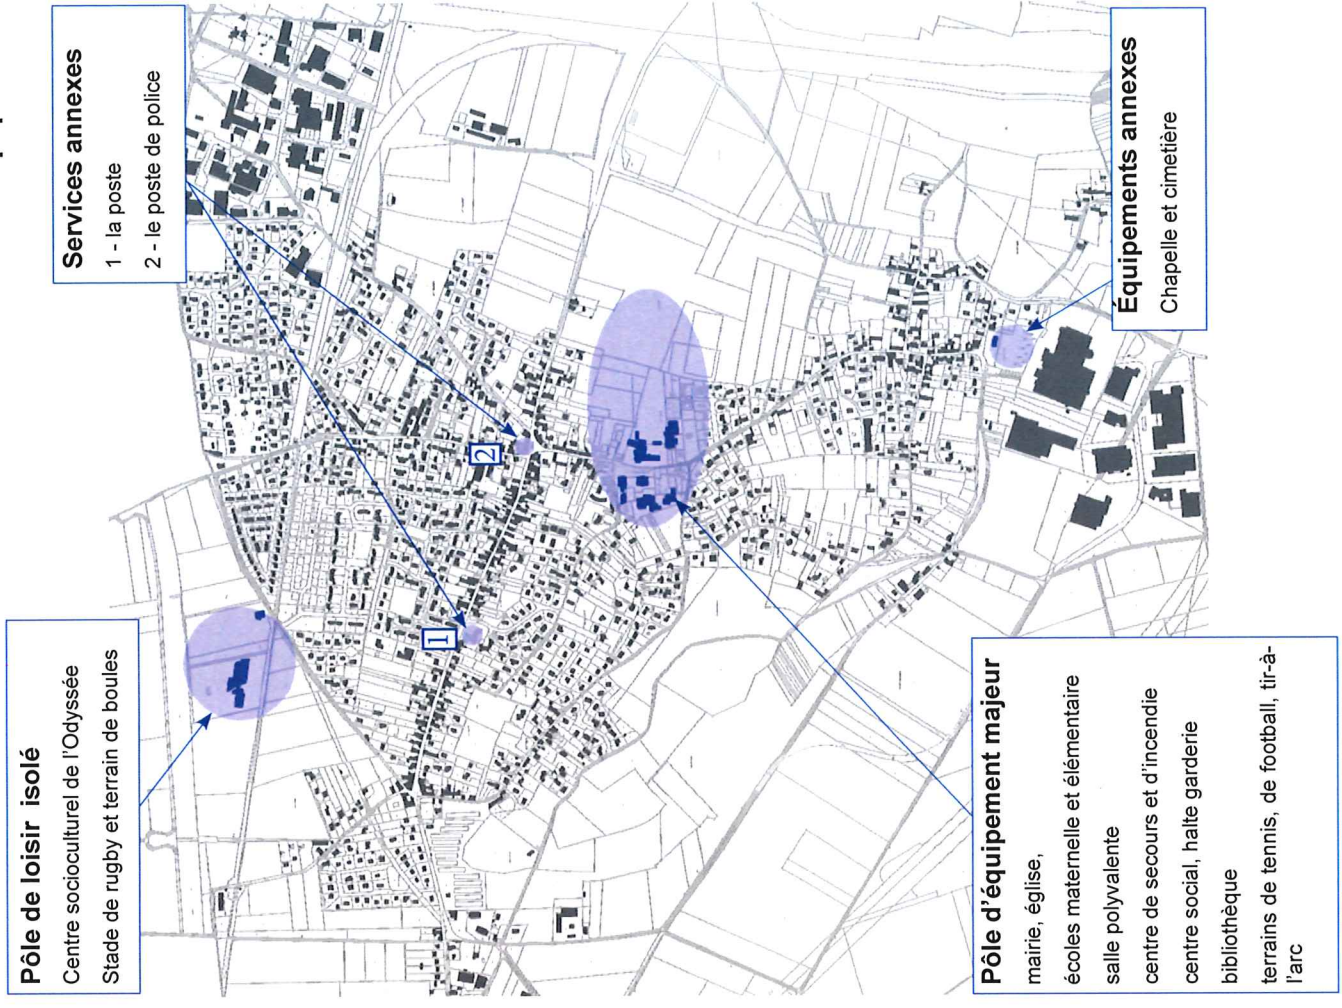 Pôle de loisir isolé
Centre socioculturel de l'Odyssée
Stade de rugby et terrain de boules
Services annexes
1 - la poste
2 - le poste de police
1
2
Pôle d'équipement majeur
mairie, église,
écoles maternelle et élémentaire
salle polyvalente
centre de secours et d'incendie
centre social, halte garderie
bibliothèque
terrains de tennis, de football, tir-à-
l'arc
Équipements annexes
Chapelle et cimetière